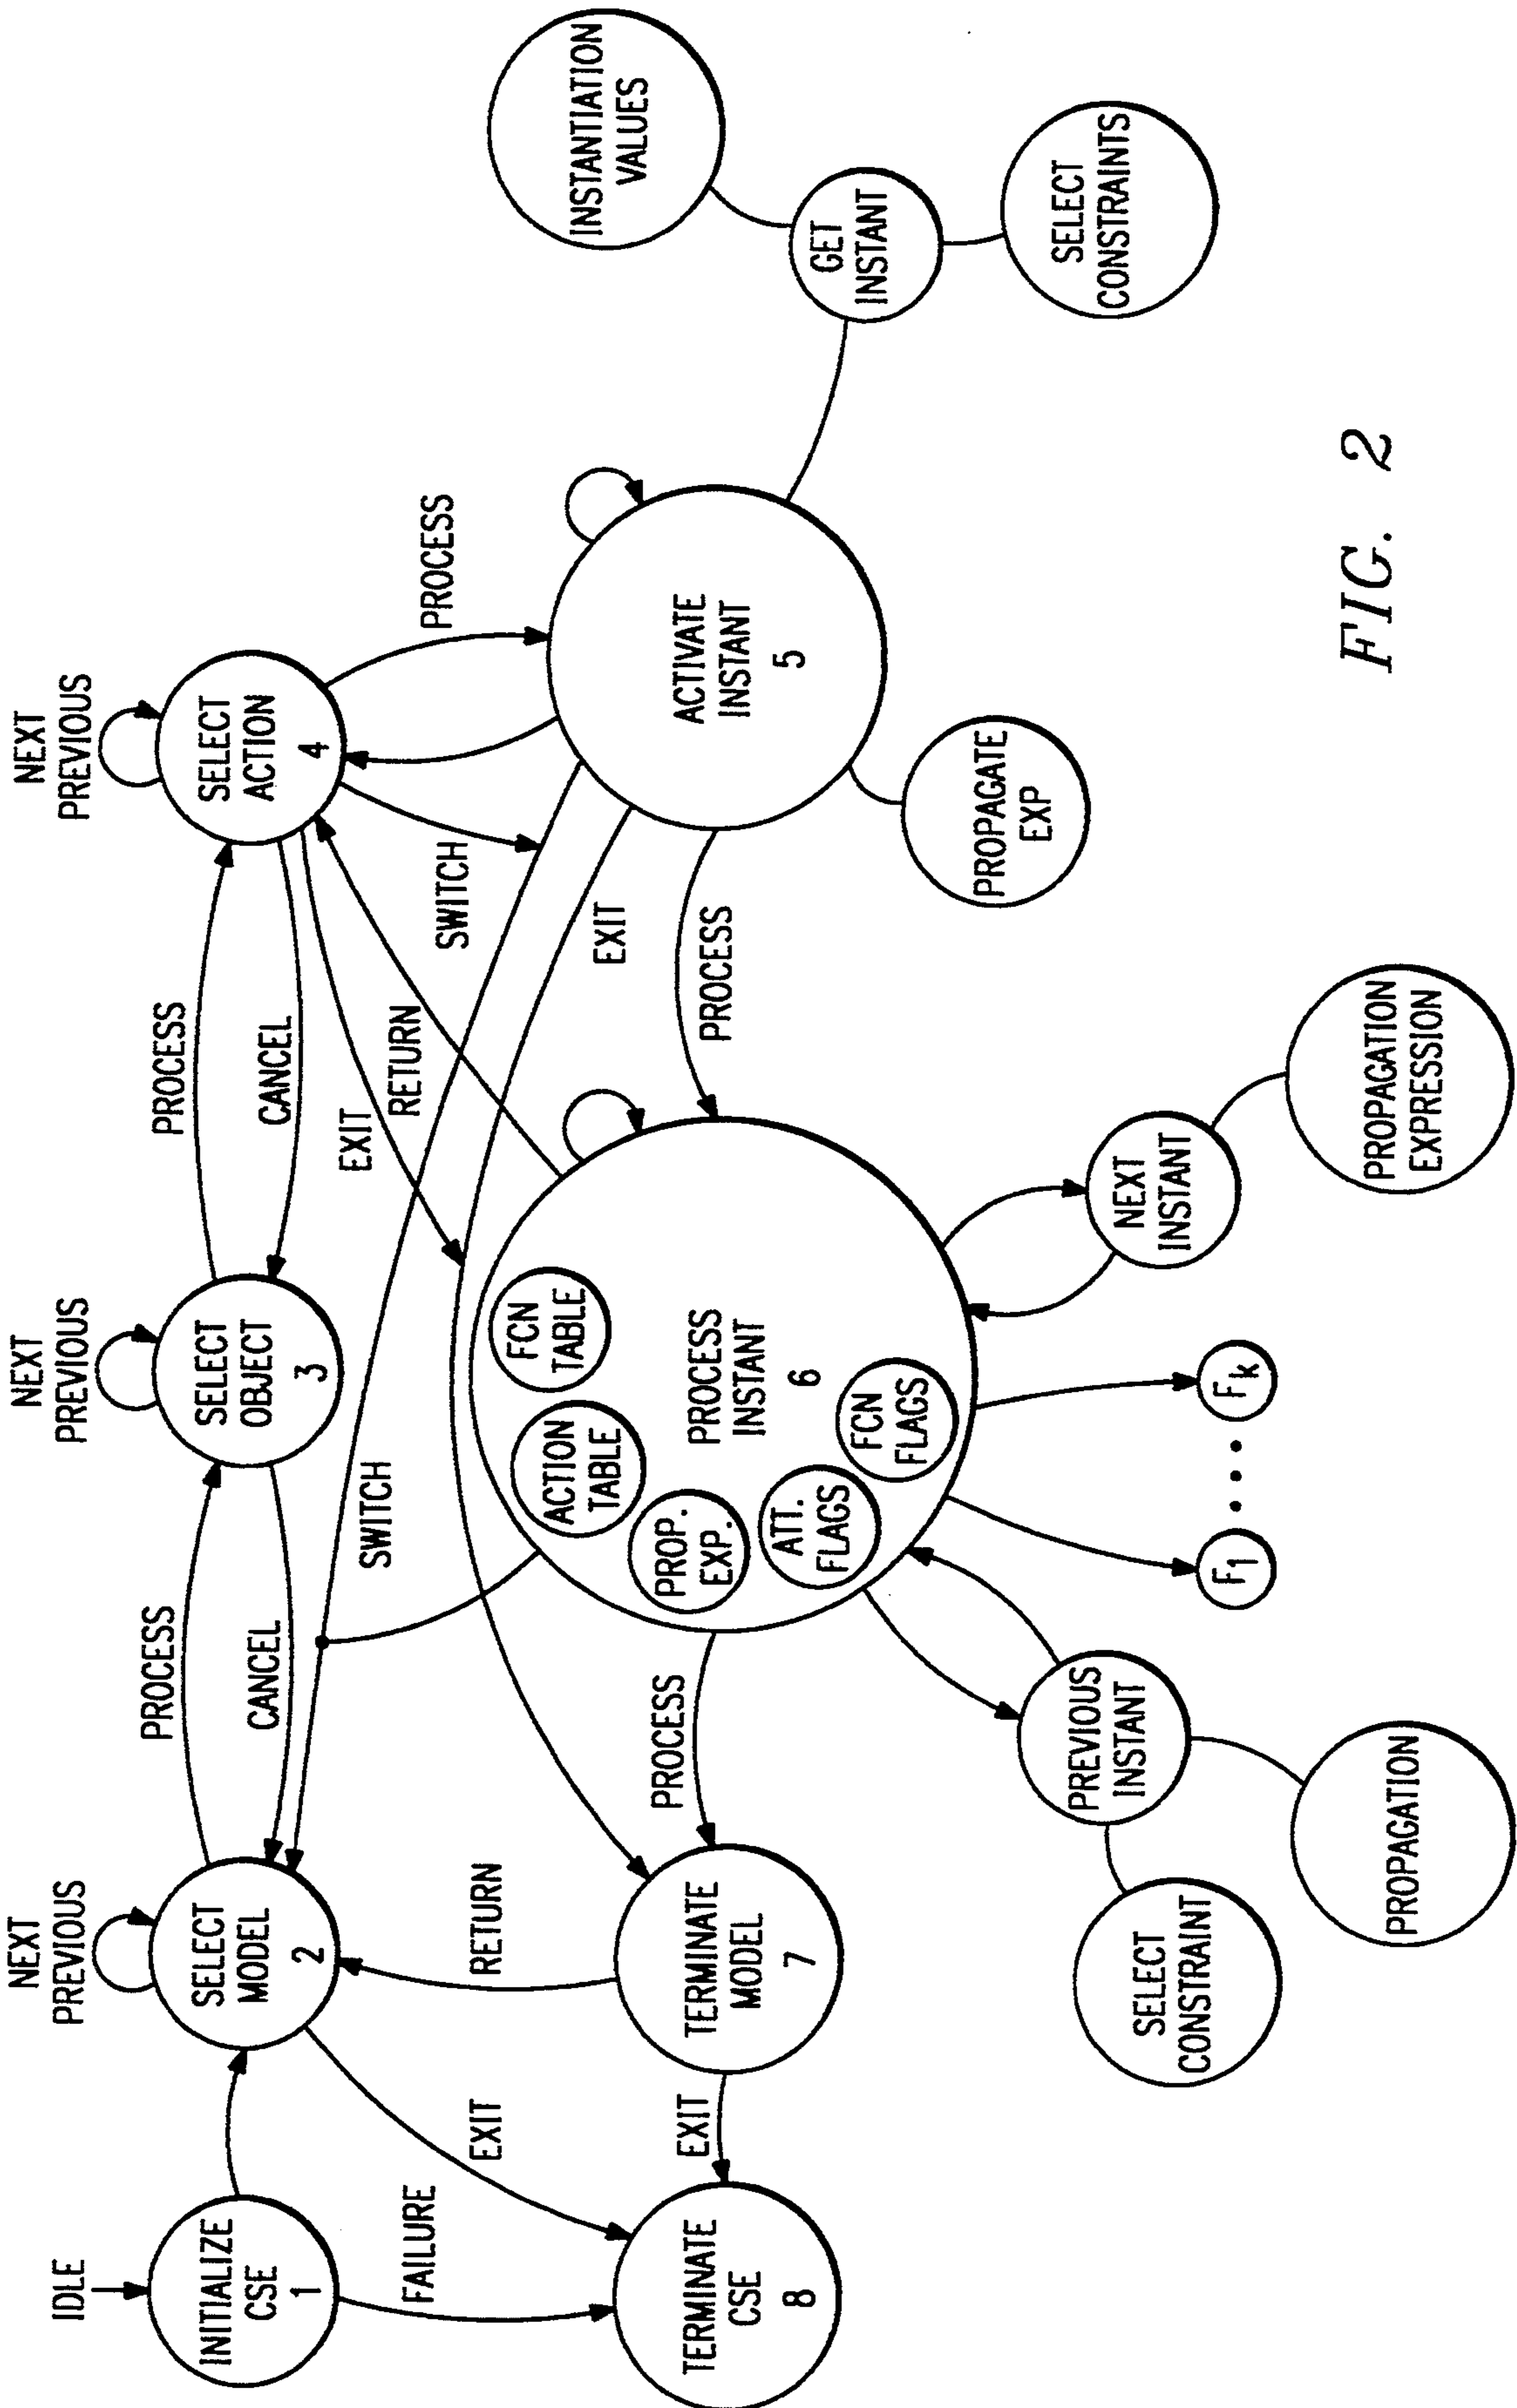 IDLE
INITIALIZE
CSE
1
FAILURE
NEXT
PREVIOUS
SELECT
MODEL
2
EXIT
PROCESS
CANCEL
NEXT
PREVIOUS
SELECT
OBJECT
3
PROCESS
CANCEL
NEXT
PREVIOUS
SELECT
ACTION
4
EXIT
RETURN
SWITCH
PROCESS
SWITCH
EXIT
TERMINATE
CSE
8
EXIT
TERMINATE
MODEL
7
RETURN
PROCESS
PROCESS
INSTANT
6
FCN
TABLE
ACTION
TABLE
PROP.
EXP.
ATT.
FLAGS
FCN
FLAGS
PROCESS
ACTIVATE
INSTANT
5
PROPAGATE
EXP
GET
INSTANT
INSTANTIATION
VALUES
SELECT
CONSTRAINTS
SELECT
CONSTRAINT
PREVIOUS
INSTANT
PROPAGATION
F1 • • • Fk
NEXT
INSTANT
PROPAGATION
EXPRESSION
FIG. 2